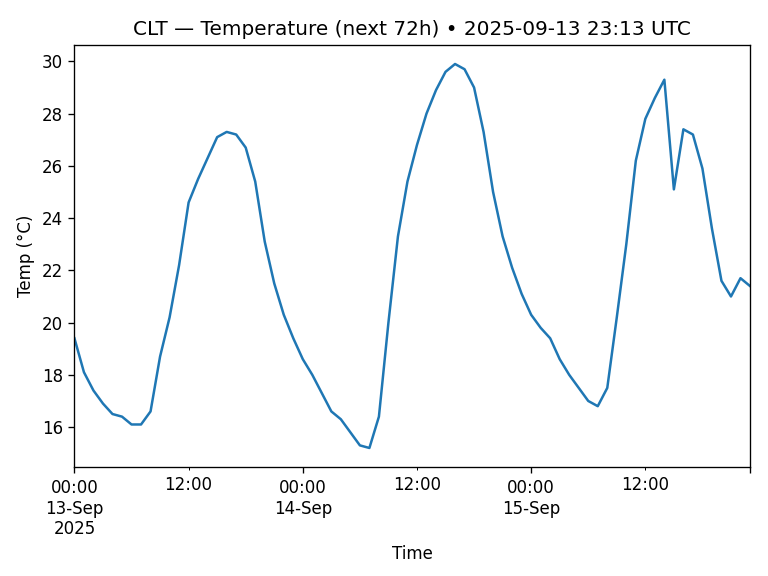 CLT — Temperature (next 72h) • 2025-09-13 23:13 UTC
30
28
26
24
22
20
18
16
Temp (°C)
00:00 12:00 00:00 12:00 00:00 12:00
13-Sep 14-Sep 15-Sep
2025
Time